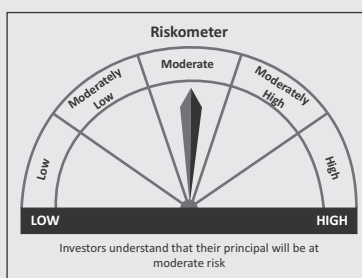 Riskometer
Moderate
Moderately
Low
Moderately
High
Low
High
LOW
HIGH
Investors understand that their principal will be at
moderate risk